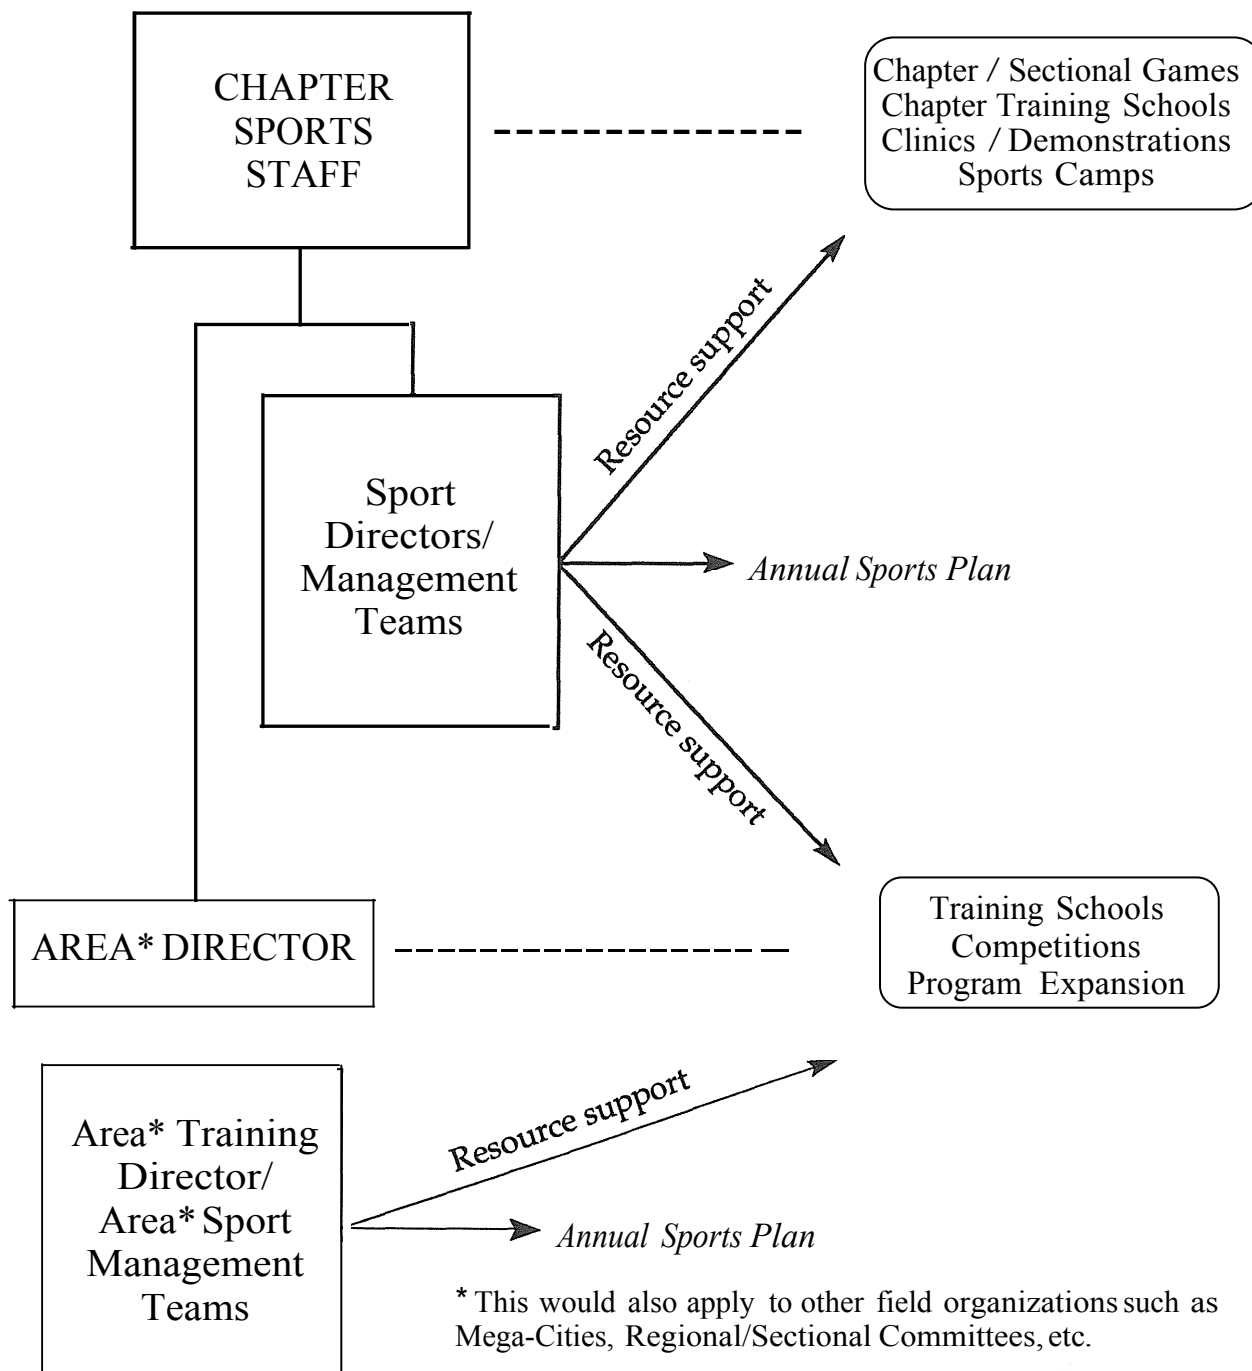 CHAPTER
SPORTS
STAFF
Chapter / Sectional Games
Chapter Training Schools
Clinics / Demonstrations
Sports Camps
Resource support
Sport
Directors/
Management
Teams
Annual Sports Plan
Resource support
AREA* DIRECTOR
Training Schools
Competitions
Program Expansion
Resource support
Area* Training
Director/
Area* Sport
Management
Teams
Annual Sports Plan
* This would also apply to other field organizations such as
Mega-Cities, Regional/Sectional Committees, etc.